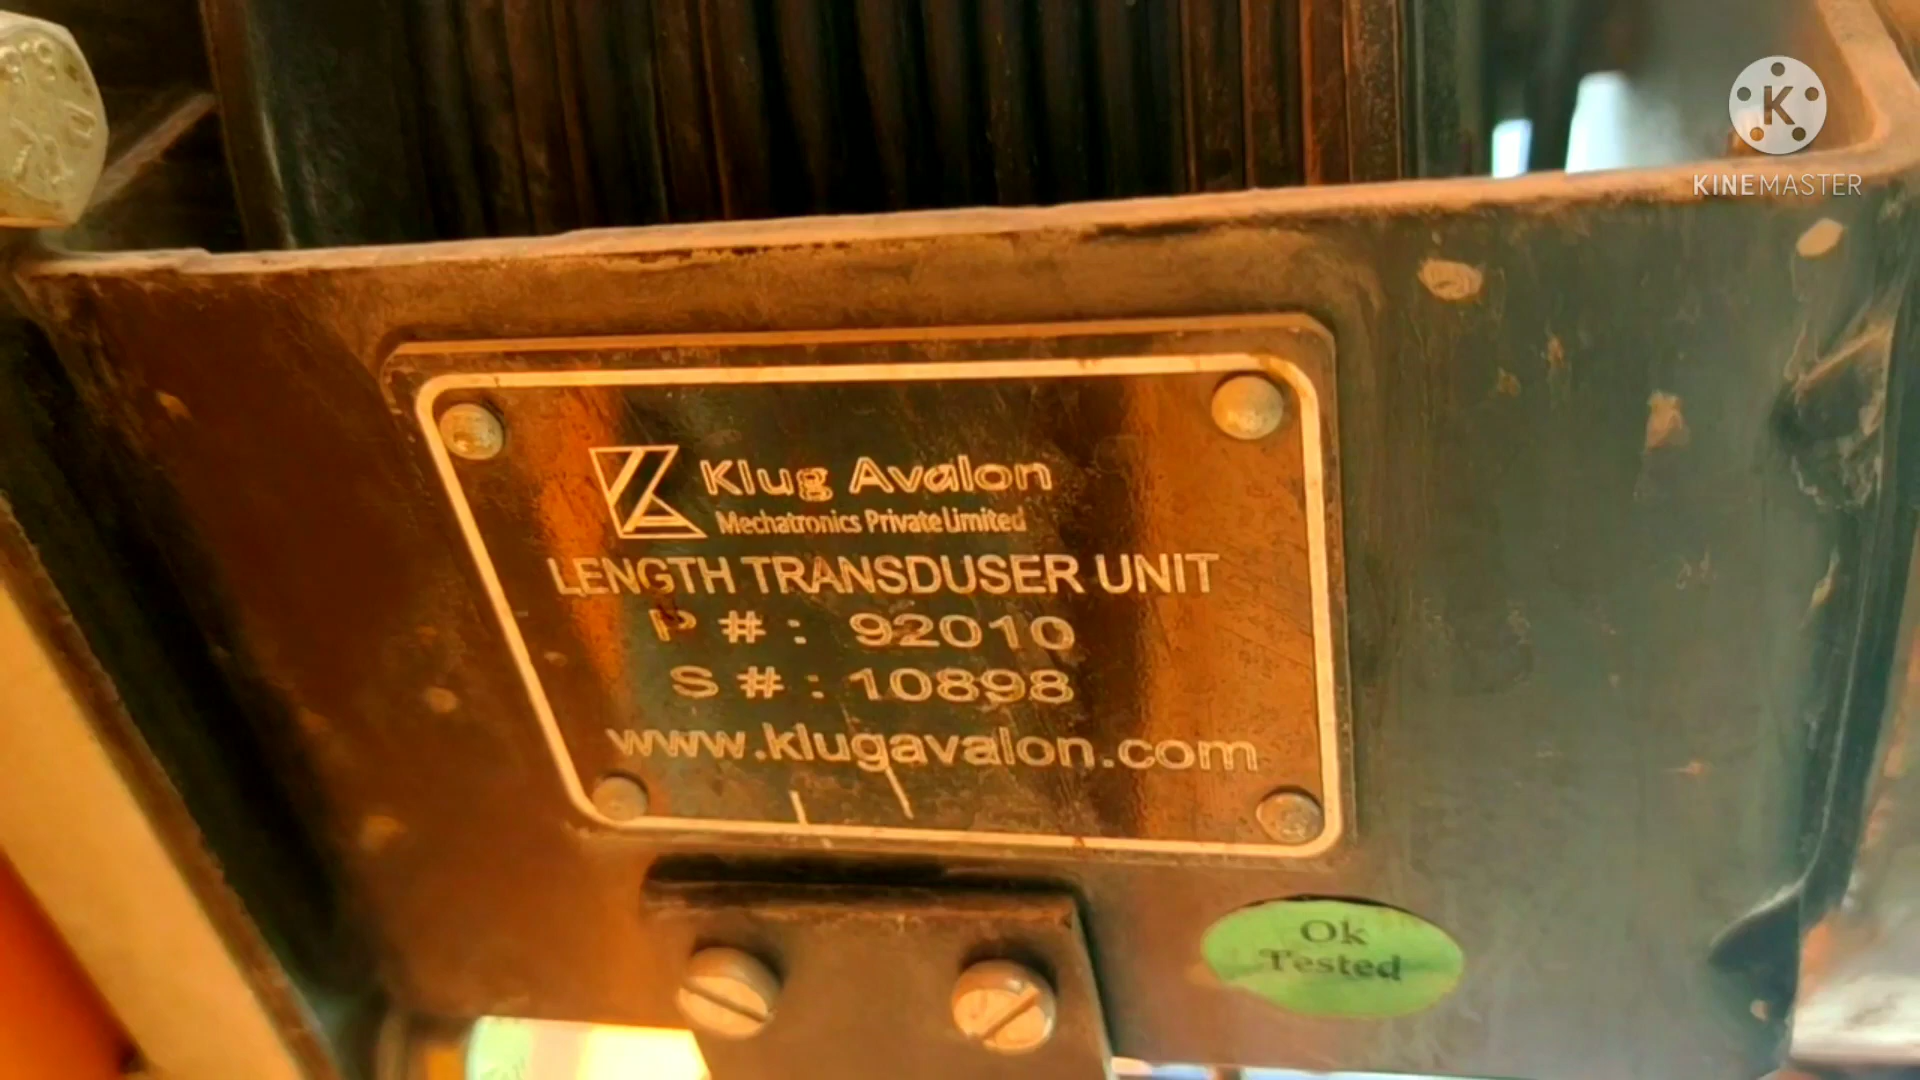 KINEMASTER
Klug Avalon
Mechatronics Private Limited
LENGTH TRANSDUSER UNIT
P #: 92010
S #: 10898
www.klugavalon.com
Ok
Tested